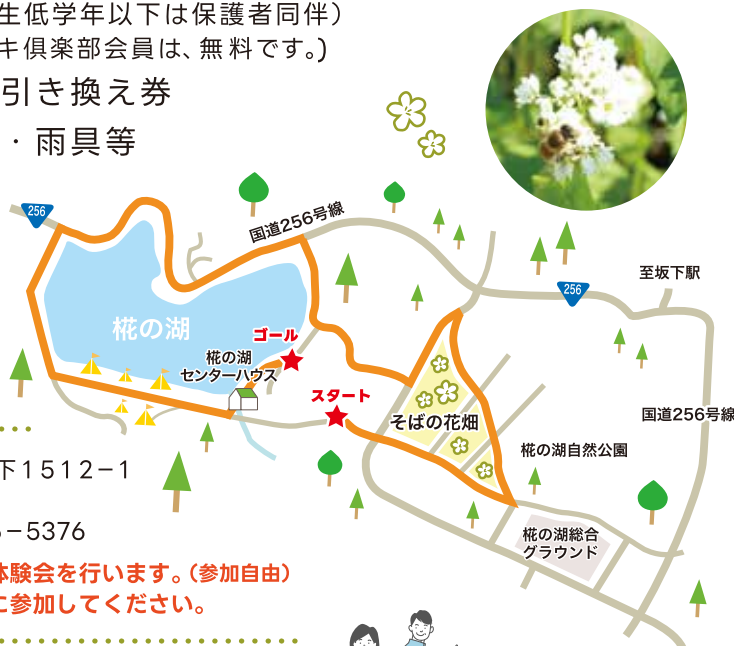 生低学年以下は保護者同伴）
キ倶楽部会員は、無料です。)
引き換え券
・雨具等
256
国道256号線
至坂下駅
256
椛の湖
ゴール
椛の湖
センターハウス
スタート
そばの花畑
国道256号線
椛の湖自然公園
下1512−1
椛の湖総合
グラウンド
−5376
体験会を行います。（参加自由）
に参加してください。